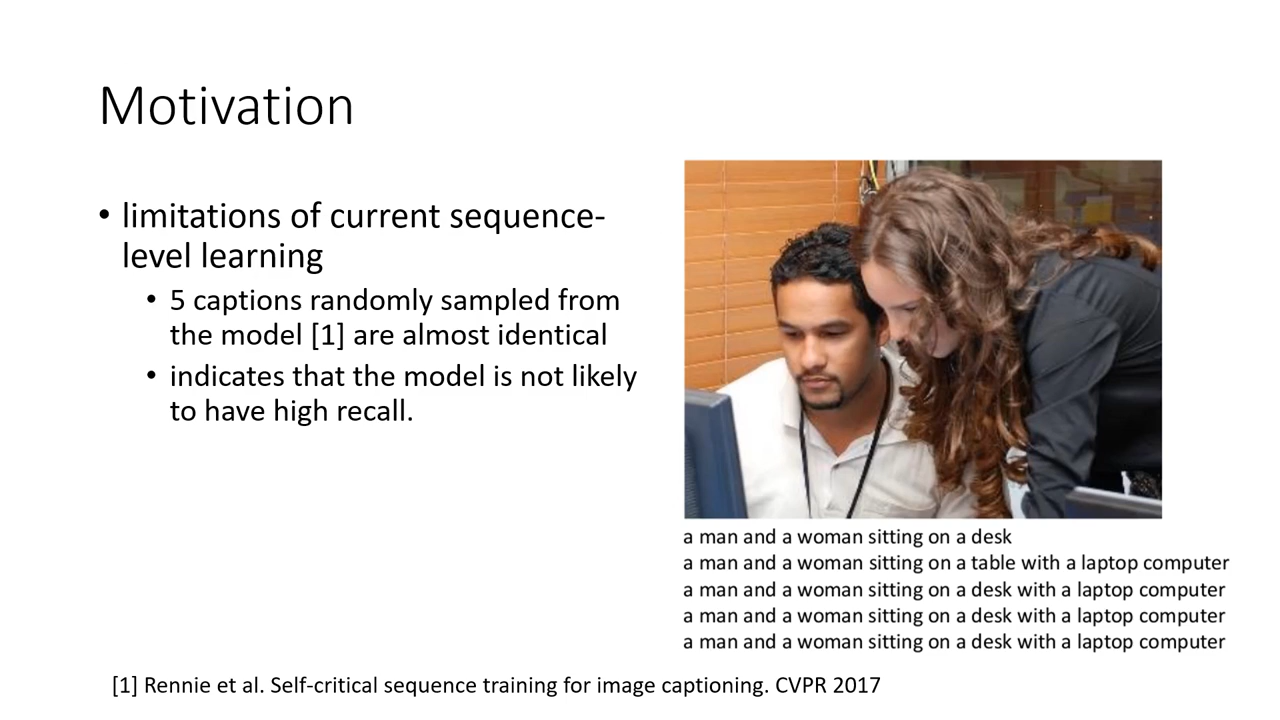 Motivation
• limitations of current sequence-
level learning
• 5 captions randomly sampled from
the model [1] are almost identical
• indicates that the model is not likely
to have high recall.
a man and a woman sitting on a desk
a man and a woman sitting on a table with a laptop computer
a man and a woman sitting on a desk with a laptop computer
a man and a woman sitting on a desk with a laptop computer
a man and a woman sitting on a desk with a laptop computer
[1] Rennie et al. Self-critical sequence training for image captioning. CVPR 2017